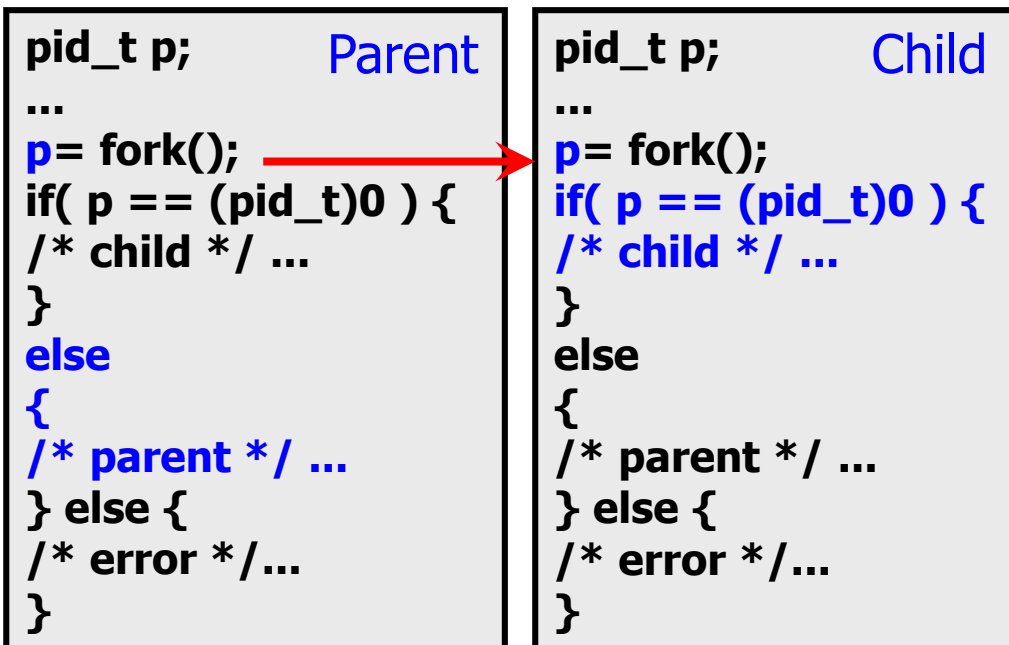 pid_t p; Parent
...
p= fork();
if( p == (pid_t)0 ) {
/* child */ ...
}
else
{
/* parent */ ...
} else {
/* error */...
}
pid_t p; Child
...
p= fork();
if( p == (pid_t)0 ) {
/* child */ ...
}
else
{
/* parent */ ...
} else {
/* error */...
}